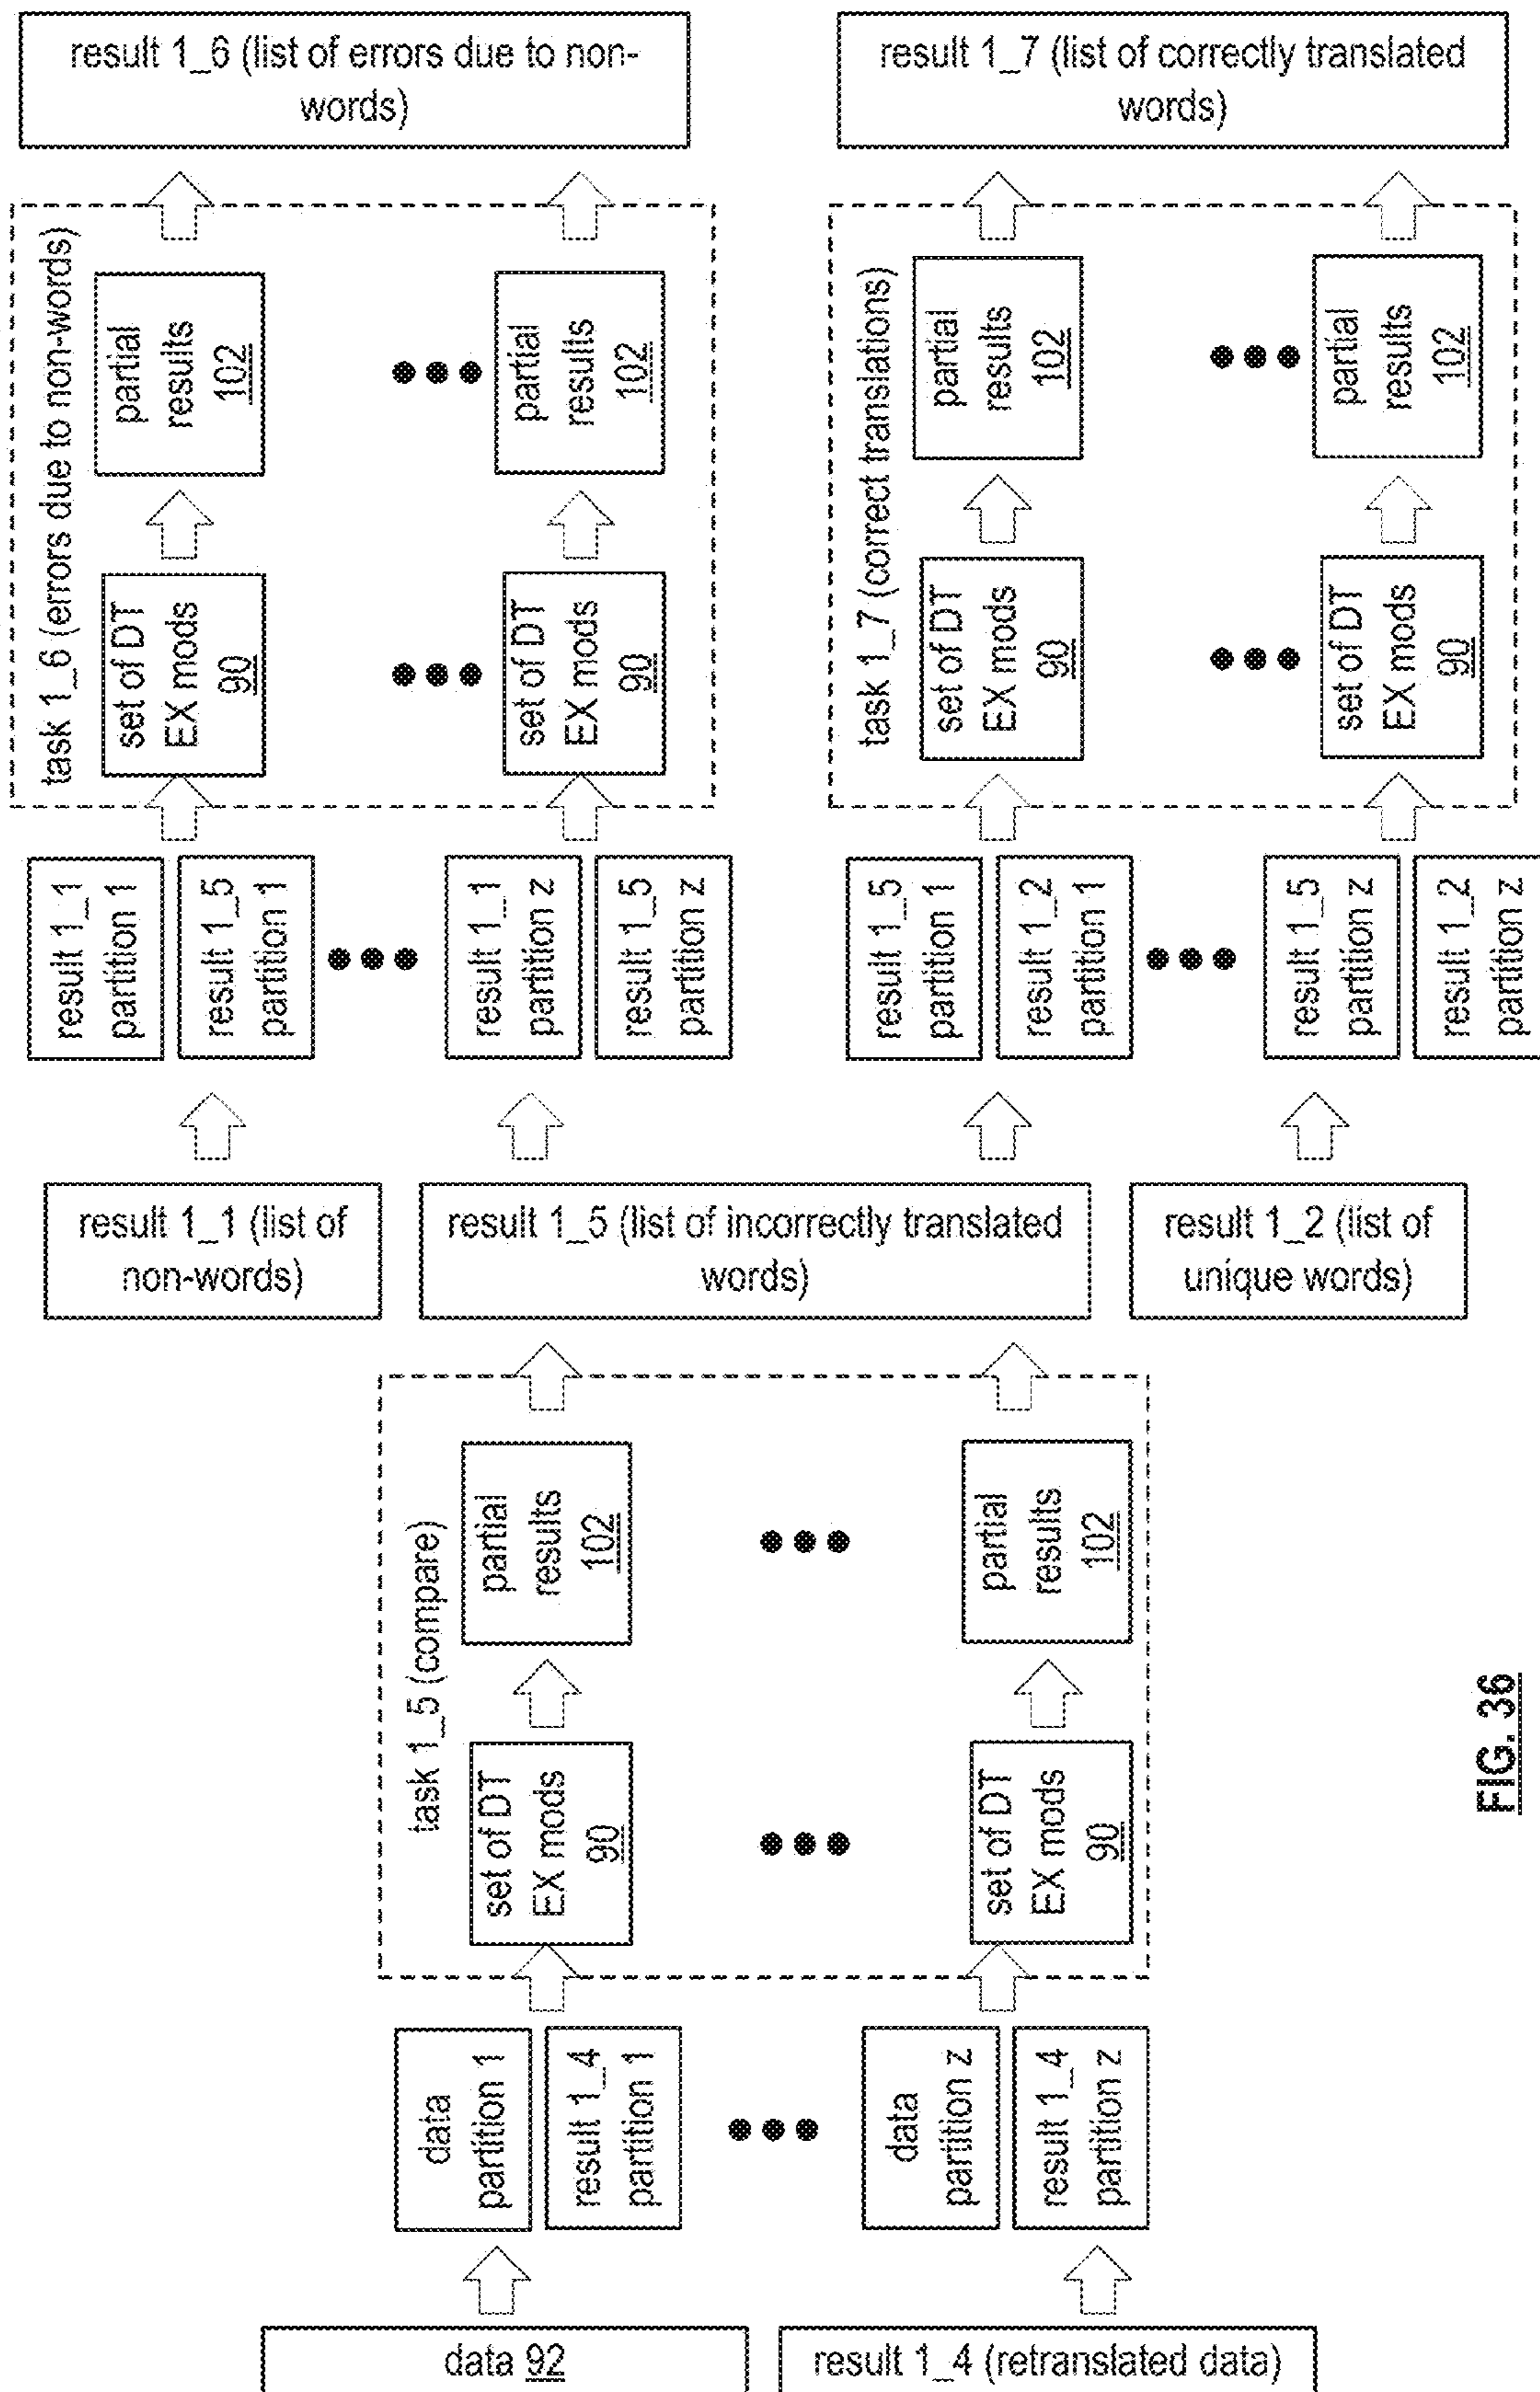 result 1_6 (list of errors due to non-
words)
result 1_7 (list of correctly translated
words)
task 1_6 (errors due to non-words)
partial
results
102
partial
results
102
set of DT
EX mods
90
set of DT
EX mods
90
task 1_7 (correct translations)
partial
results
102
partial
results
102
set of DT
EX mods
90
set of DT
EX mods
90
result 1_1
partition 1
result 1_5
partition 1
result 1_1
partition z
result 1_5
partition z
result 1_5
partition 1
result 1_2
partition 1
result 1_5
partition z
result 1_2
partition z
result 1_1 (list of
non-words)
result 1_5 (list of incorrectly translated
words)
result 1_2 (list of
unique words)
task 1_5 (compare)
partial
results
102
partial
results
102
set of DT
EX mods
90
set of DT
EX mods
90
data
partition 1
result 1_4
partition 1
data
partition z
result 1_4
partition z
data 92
result 1_4 (retranslated data)
FIG. 36